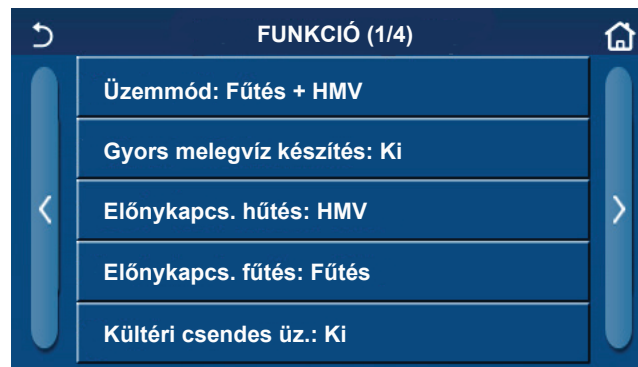 FUNKCIÓ (1/4)
Üzemmód: Fűtés + HMV
Gyors melegvíz készítés: Ki
Előnykapcs. hűtés: HMV
Előnykapcs. fűtés: Fűtés
Kültéri csendes üz.: Ki